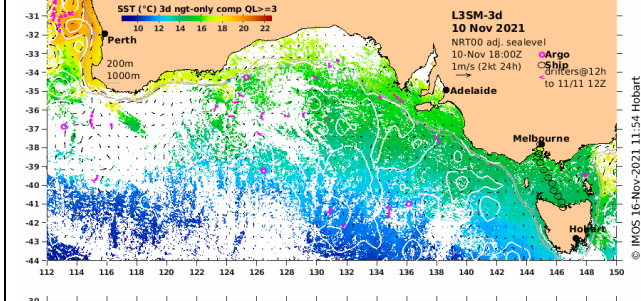 SST (°C) 3d ngt-only comp QL>=3
10 12 14 16 18 20 22
L3SM-3d
10 Nov 2021
NRT00 adj. sealevel
10-Nov 18:00Z
1m/s (2kt 24h)
Argo
Ship
drifters@12h
to 11/11 12Z
Perth
200m
1000m
Adelaide
Melbourne
Hobart
-31
-32
-33
-34
-35
-36
-37
-38
-39
-40
-41
-42
-43
-44
112 114 116 118 120 122 124 126 128 130 132 134 136 138 140 142 144 146 148 150
-30
© IMOS 16-Nov-2021 11:54 Hobart